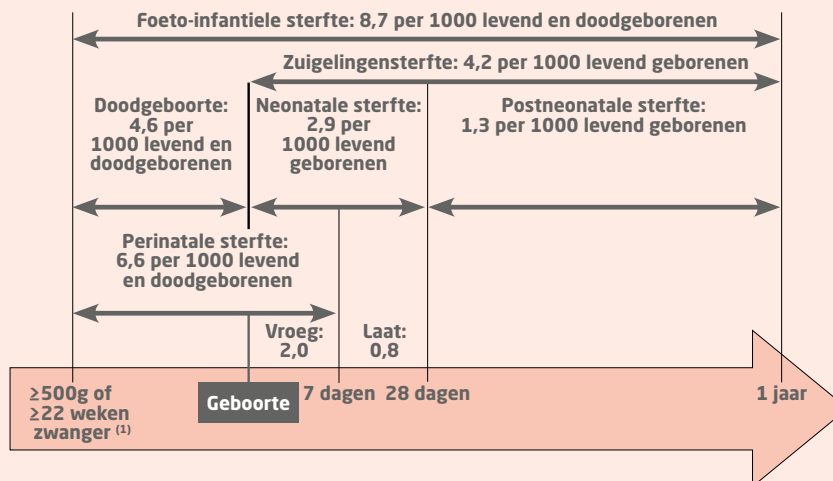 Foeto-infantiele sterfte: 8,7 per 1000 levend en doodgeborenen
Zuigelingensterfte: 4,2 per 1000 levend geborenen
Doodgeboorte:
4,6 per
1000 levend en
doodgeborenen
Neonatale sterfte:
2,9 per
1000 levend
geborenen
Postneonatale sterfte:
1,3 per 1000 levend geborenen
Perinatale sterfte:
6,6 per 1000 levend
en doodgeborenen
Vroeg:
2,0
Laat:
0,8
≥500g of
≥22 weken
zwanger (1)
Geboorte
7 dagen
28 dagen
1 jaar